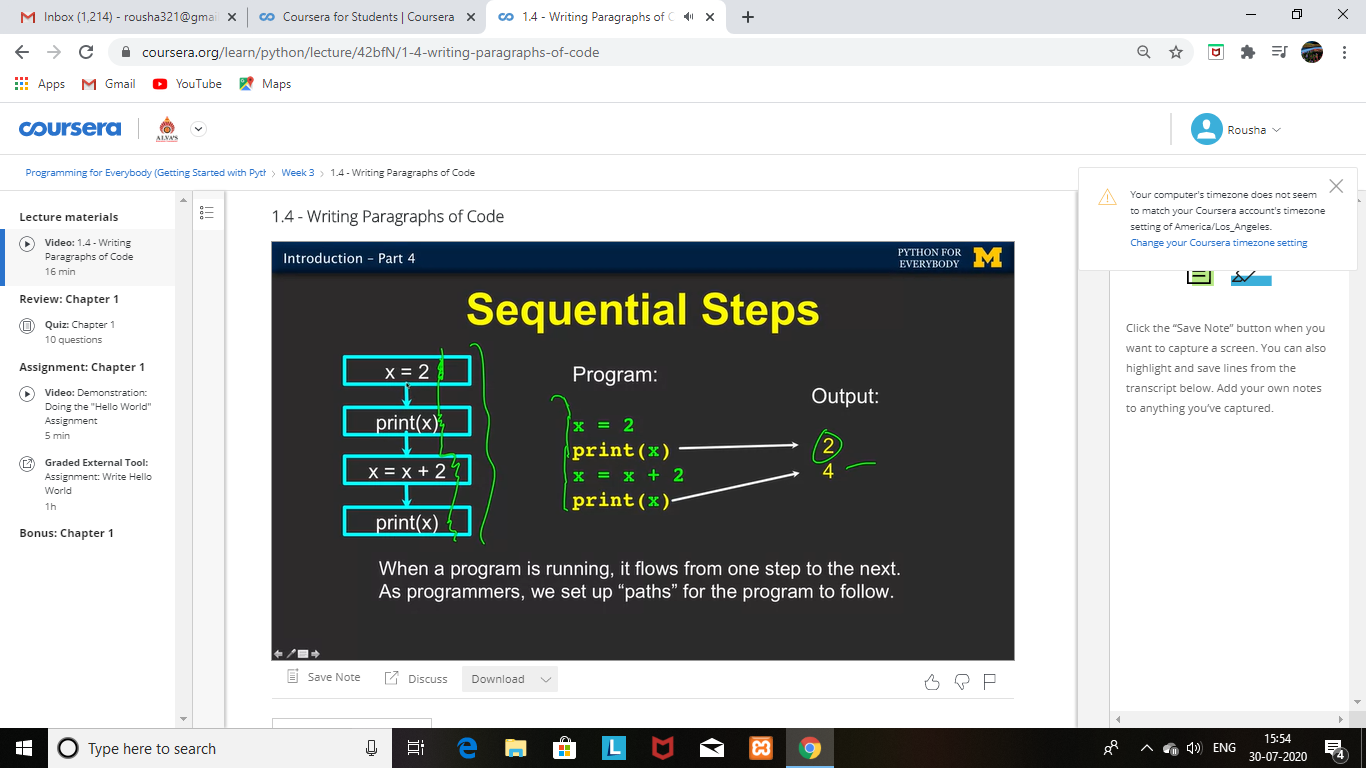 Inbox (1,214) - rousha321@gmai
Coursera for Students | Coursera
1.4 - Writing Paragraphs of C
coursera.org/learn/python/lecture/42bfN/1-4-writing-paragraphs-of-code
Apps
Gmail
YouTube
Maps
coursera
ALVA'S
Rousha
Programming for Everybody (Getting Started with Pyth
Week 3
1.4 - Writing Paragraphs of Code
Your computer's timezone does not seem
to match your Coursera account's timezone
setting of America/Los_Angeles.
Change your Coursera timezone setting
Lecture materials
Video: 1.4 - Writing
Paragraphs of Code
16 min
Review: Chapter 1
Quiz: Chapter 1
10 questions
Assignment: Chapter 1
Video: Demonstration:
Doing the "Hello World"
Assignment
5 min
Graded External Tool:
Assignment: Write Hello
World
1h
Bonus: Chapter 1
1.4 - Writing Paragraphs of Code
Introduction – Part 4
PYTHON FOR
EVERYBODY
M
Sequential Steps
x = 2
print(x)
x = x + 2
print(x)
Program:
x = 2
print(x)
x = x + 2
print(x)
Output:
2
4
When a program is running, it flows from one step to the next.
As programmers, we set up “paths” for the program to follow.
Save Note
Discuss
Download
Click the “Save Note” button when you
want to capture a screen. You can also
highlight and save lines from the
transcript below. Add your own notes
to anything you’ve captured.
Type here to search
L
ENG
15:54
30-07-2020
4